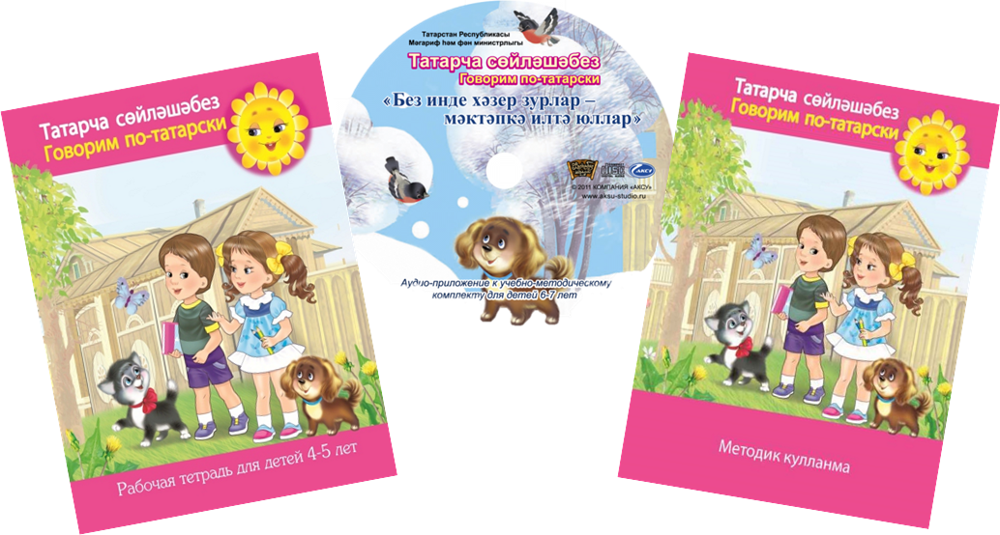 Татарча сөйләшәбез
Говорим по-татарски
Рабочая тетрадь для детей 4-5 лет
Татарстан Республикасы
Мәгариф һәм фән министрлыгы
Татарча сөйләшәбез
Говорим по-татарски
«Без инде хәзер зурлар –
мәктәпкә илтә юллар»
АКСУ
© 2011 КОМПАНИЯ «АКСУ»
www.aksu-studio.ru
Аудио-приложение к учебно-методическому
комплекту для детей 6-7 лет
Татарча сөйләшәбез
Говорим по-татарски
Методик кулланма